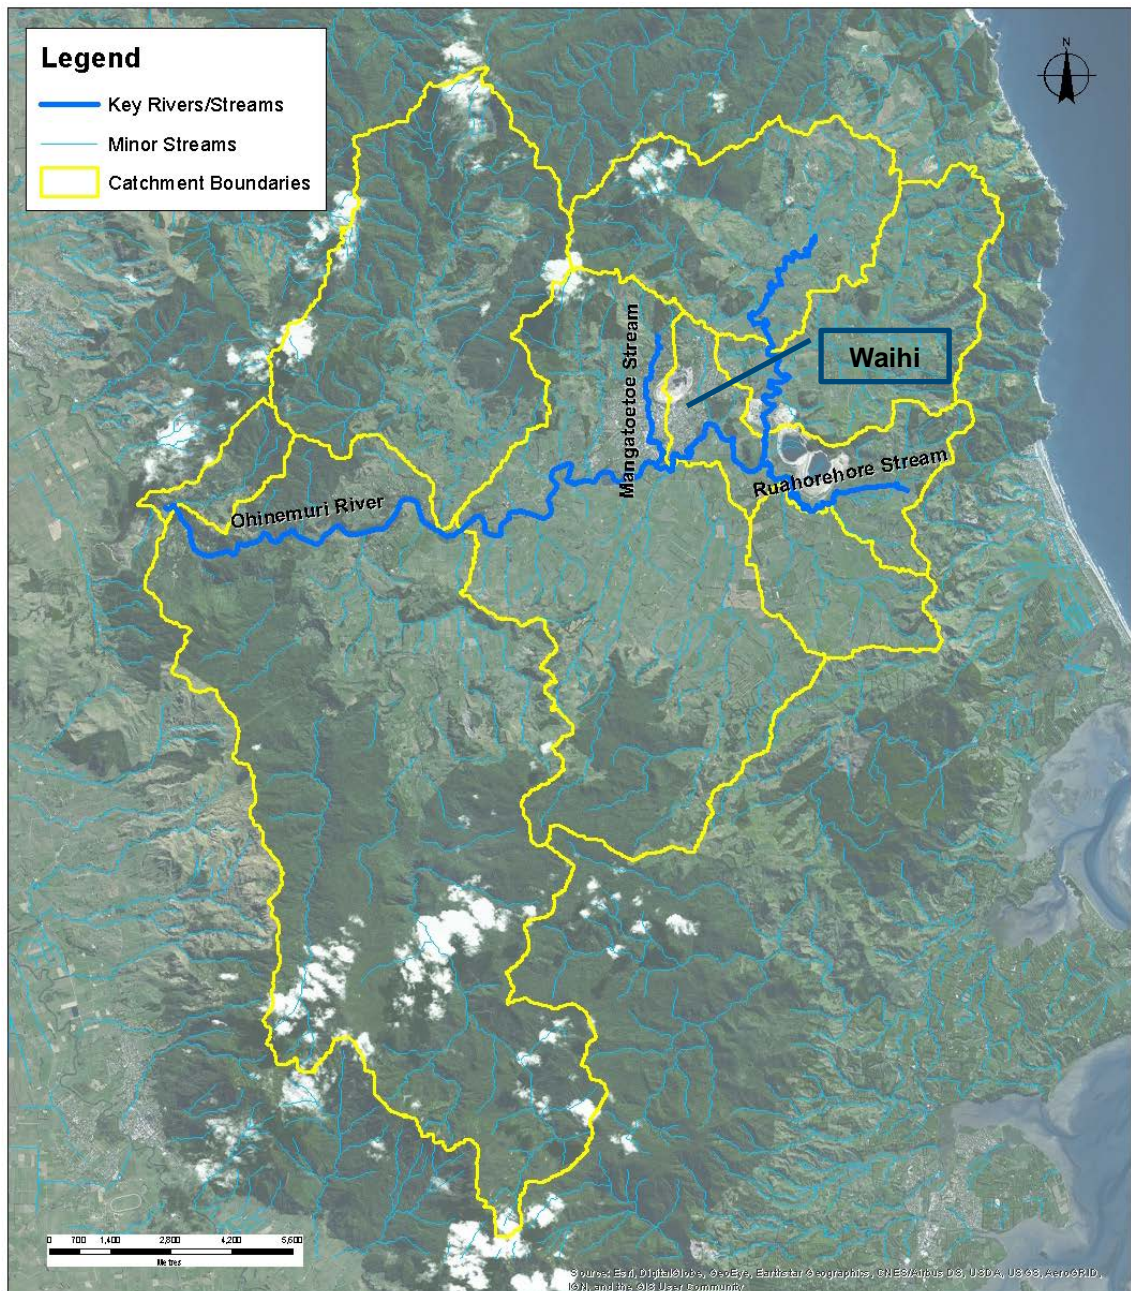 Legend
Key Rivers/Streams
Minor Streams
Catchment Boundaries
N
Mangatoetoe Stream
Waihi
Ruahorehore Stream
Ohinemuri River
0 700 1,400 2,800 4,200 5,600
Metres
Source: Esri, DigitalGlobe, GeoEye, Earthstar Geographics, CNES/Airbus DS, USDA, USGS, AeroGRID,
IGN, and the GIS User Community